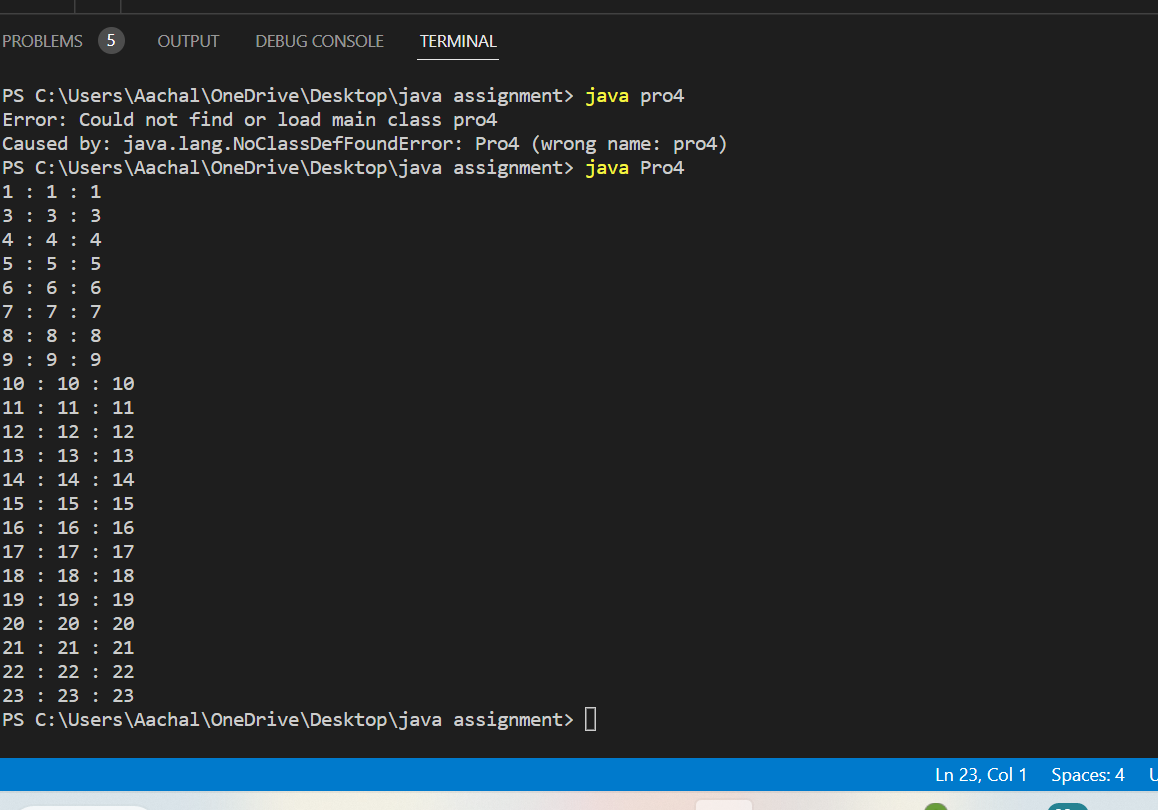 PROBLEMS 5 OUTPUT DEBUG CONSOLE TERMINAL
PS C:\Users\Aachal\OneDrive\Desktop\java assignment> java pro4
Error: Could not find or load main class pro4
Caused by: java.lang.NoClassDefFoundError: Pro4 (wrong name: pro4)
PS C:\Users\Aachal\OneDrive\Desktop\java assignment> java Pro4
1 : 1 : 1
3 : 3 : 3
4 : 4 : 4
5 : 5 : 5
6 : 6 : 6
7 : 7 : 7
8 : 8 : 8
9 : 9 : 9
10 : 10 : 10
11 : 11 : 11
12 : 12 : 12
13 : 13 : 13
14 : 14 : 14
15 : 15 : 15
16 : 16 : 16
17 : 17 : 17
18 : 18 : 18
19 : 19 : 19
20 : 20 : 20
21 : 21 : 21
22 : 22 : 22
23 : 23 : 23
PS C:\Users\Aachal\OneDrive\Desktop\java assignment>
Ln 23, Col 1 Spaces: 4